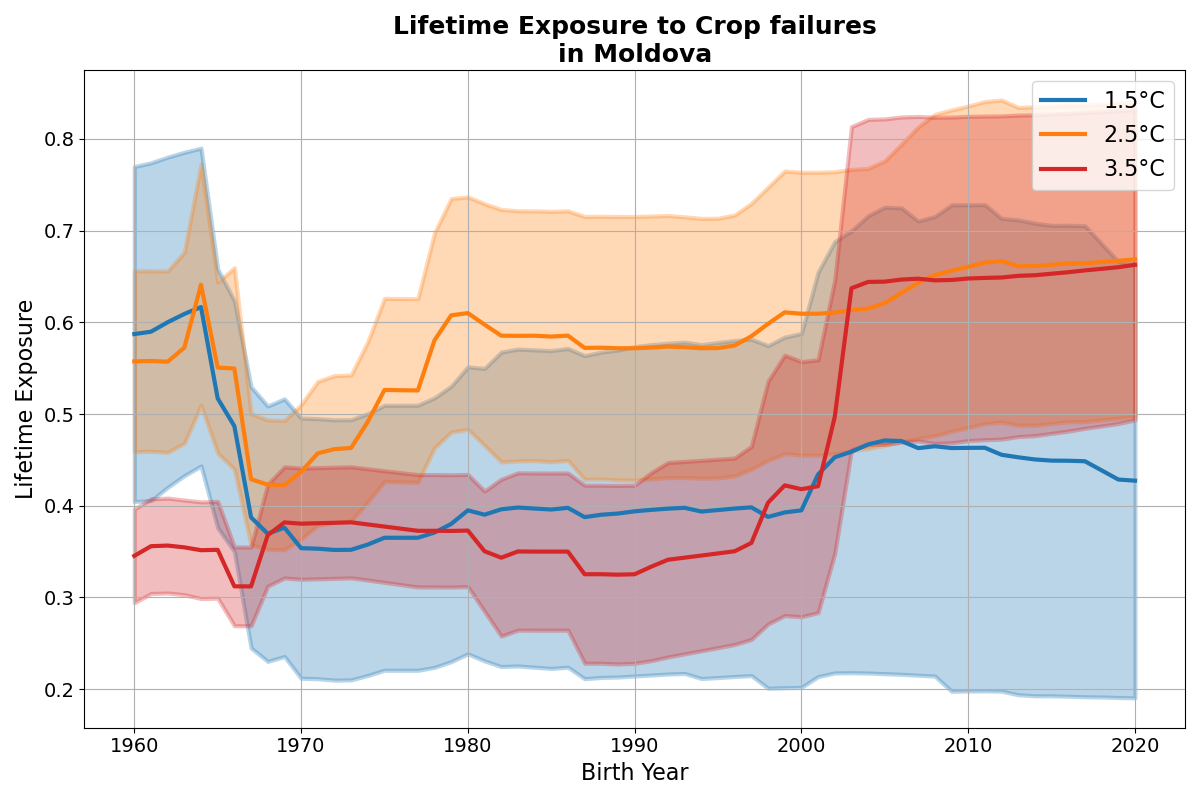 Lifetime Exposure to Crop failures
in Moldova
1.5°C
2.5°C
3.5°C
Lifetime Exposure
0.8
0.7
0.6
0.5
0.4
0.3
0.2
1960 1970 1980 1990 2000 2010 2020
Birth Year